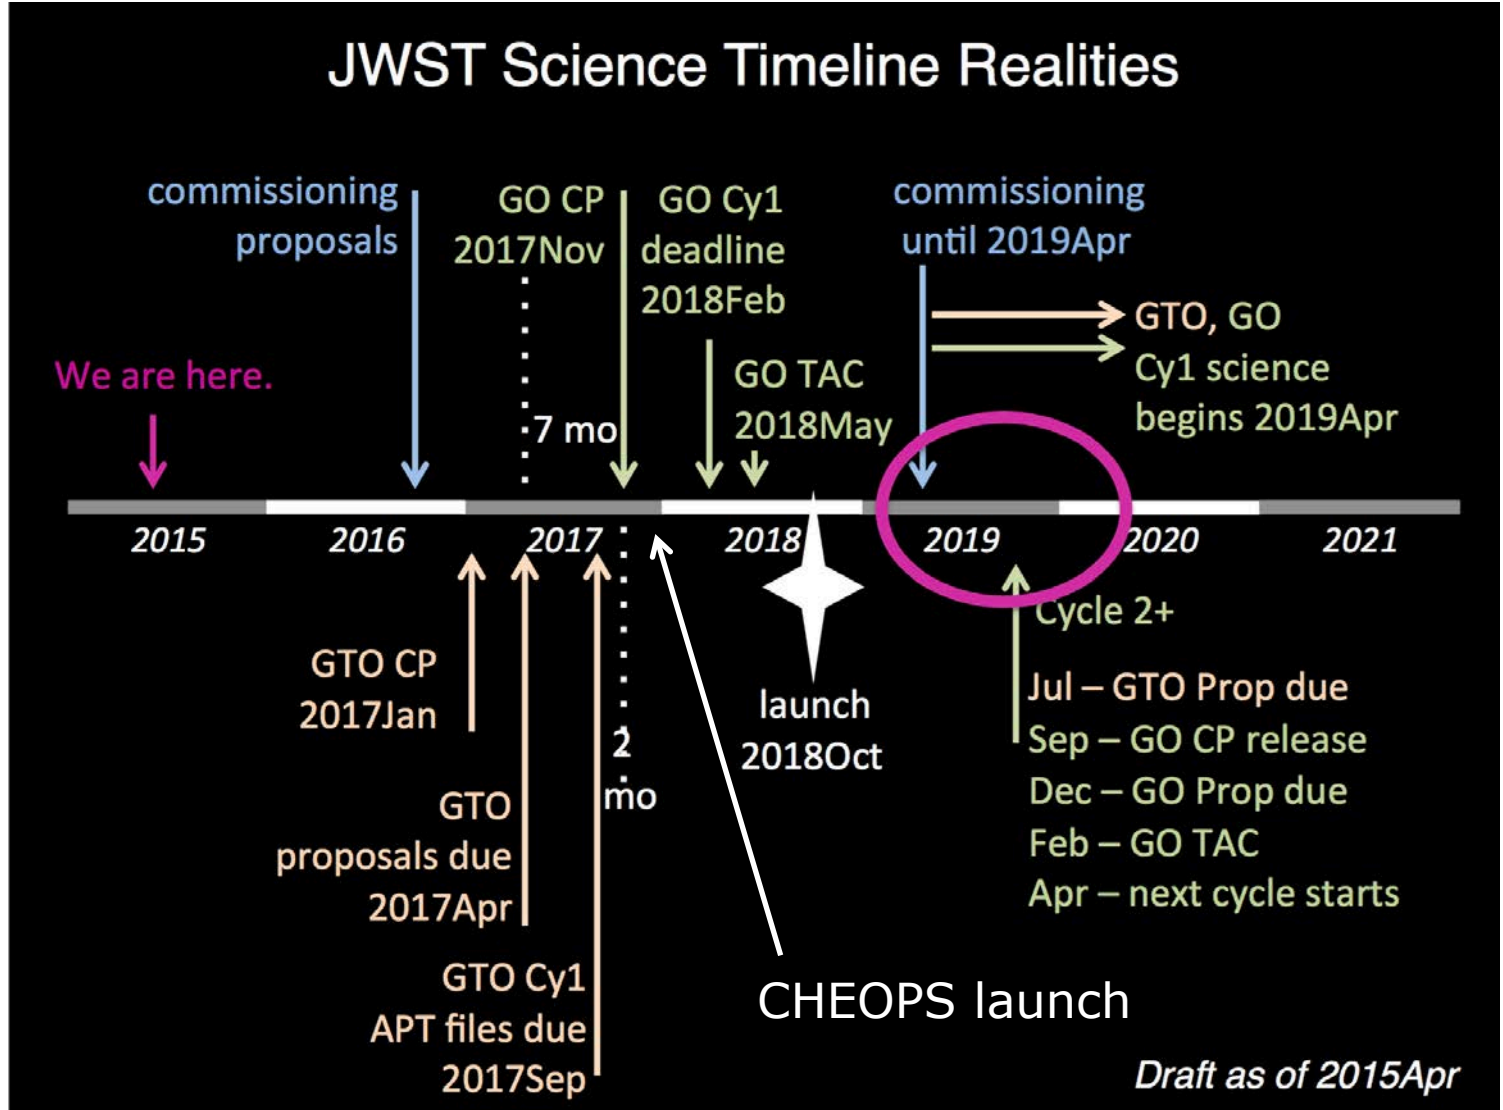 JWST Science Timeline Realities
commissioning
proposals
GO CP
2017Nov
GO Cy1
deadline
2018Feb
commissioning
until 2019Apr
GTO, GO
Cy1 science
begins 2019Apr
We are here.
GO TAC
2018May
7 mo
2015
2016
2017
2018
2019
2020
2021
Cycle 2+
GTO CP
2017Jan
Jul – GTO Prop due
Sep – GO CP release
Dec – GO Prop due
Feb – GO TAC
Apr – next cycle starts
launch
2018Oct
2
mo
GTO
proposals due
2017Apr
GTO Cy1
APT files due
2017Sep
CHEOPS launch
Draft as of 2015Apr